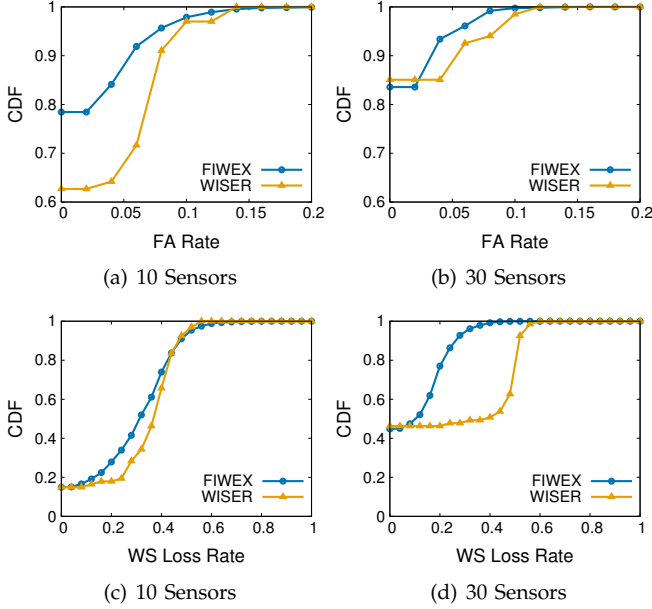 CDF
1
0.9
0.8
0.7
0.6
0 0.05 0.1 0.15 0.2
FIWEX
WISER
FA Rate
(a) 10 Sensors
CDF
1
0.9
0.8
0.7
0.6
0 0.05 0.1 0.15 0.2
FIWEX
WISER
FA Rate
(b) 30 Sensors
CDF
1
0.8
0.6
0.4
0.2
0
0 0.2 0.4 0.6 0.8 1
FIWEX
WISER
WS Loss Rate
(c) 10 Sensors
CDF
1
0.8
0.6
0.4
0.2
0
0 0.2 0.4 0.6 0.8 1
FIWEX
WISER
WS Loss Rate
(d) 30 Sensors